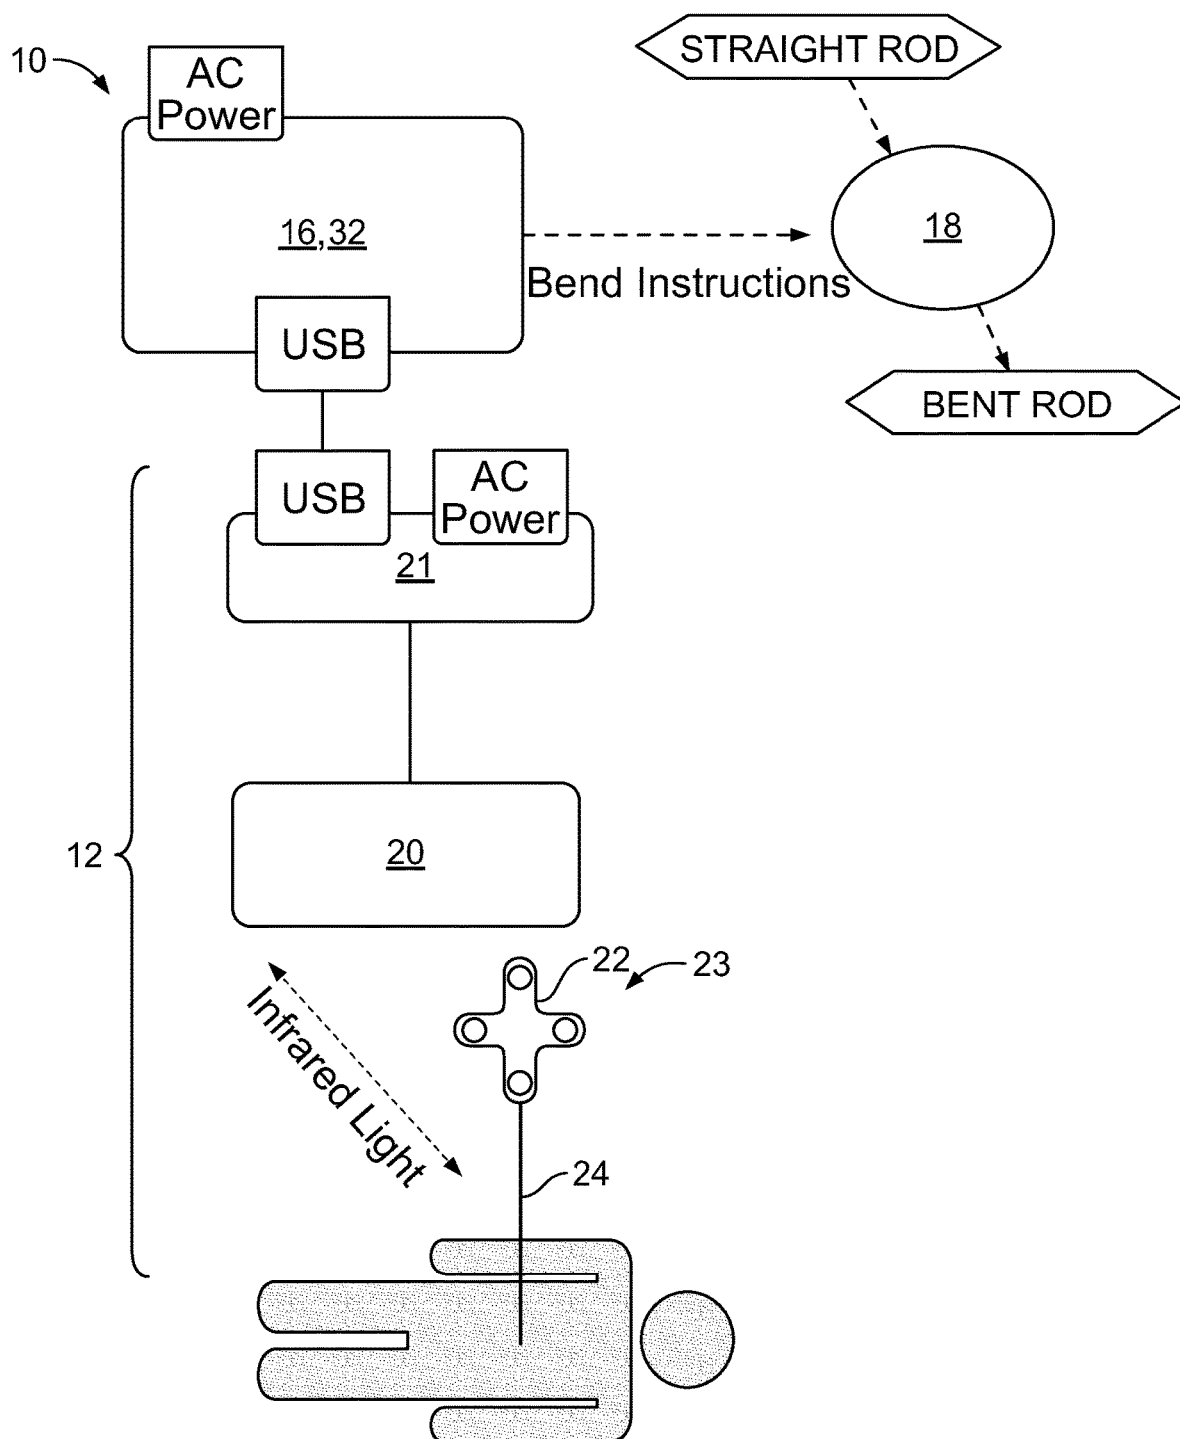 10
AC
Power
STRAIGHT ROD
16,32
18
Bend Instructions
USB
BENT ROD
USB
AC
Power
21
12
20
22
23
Infrared Light
24